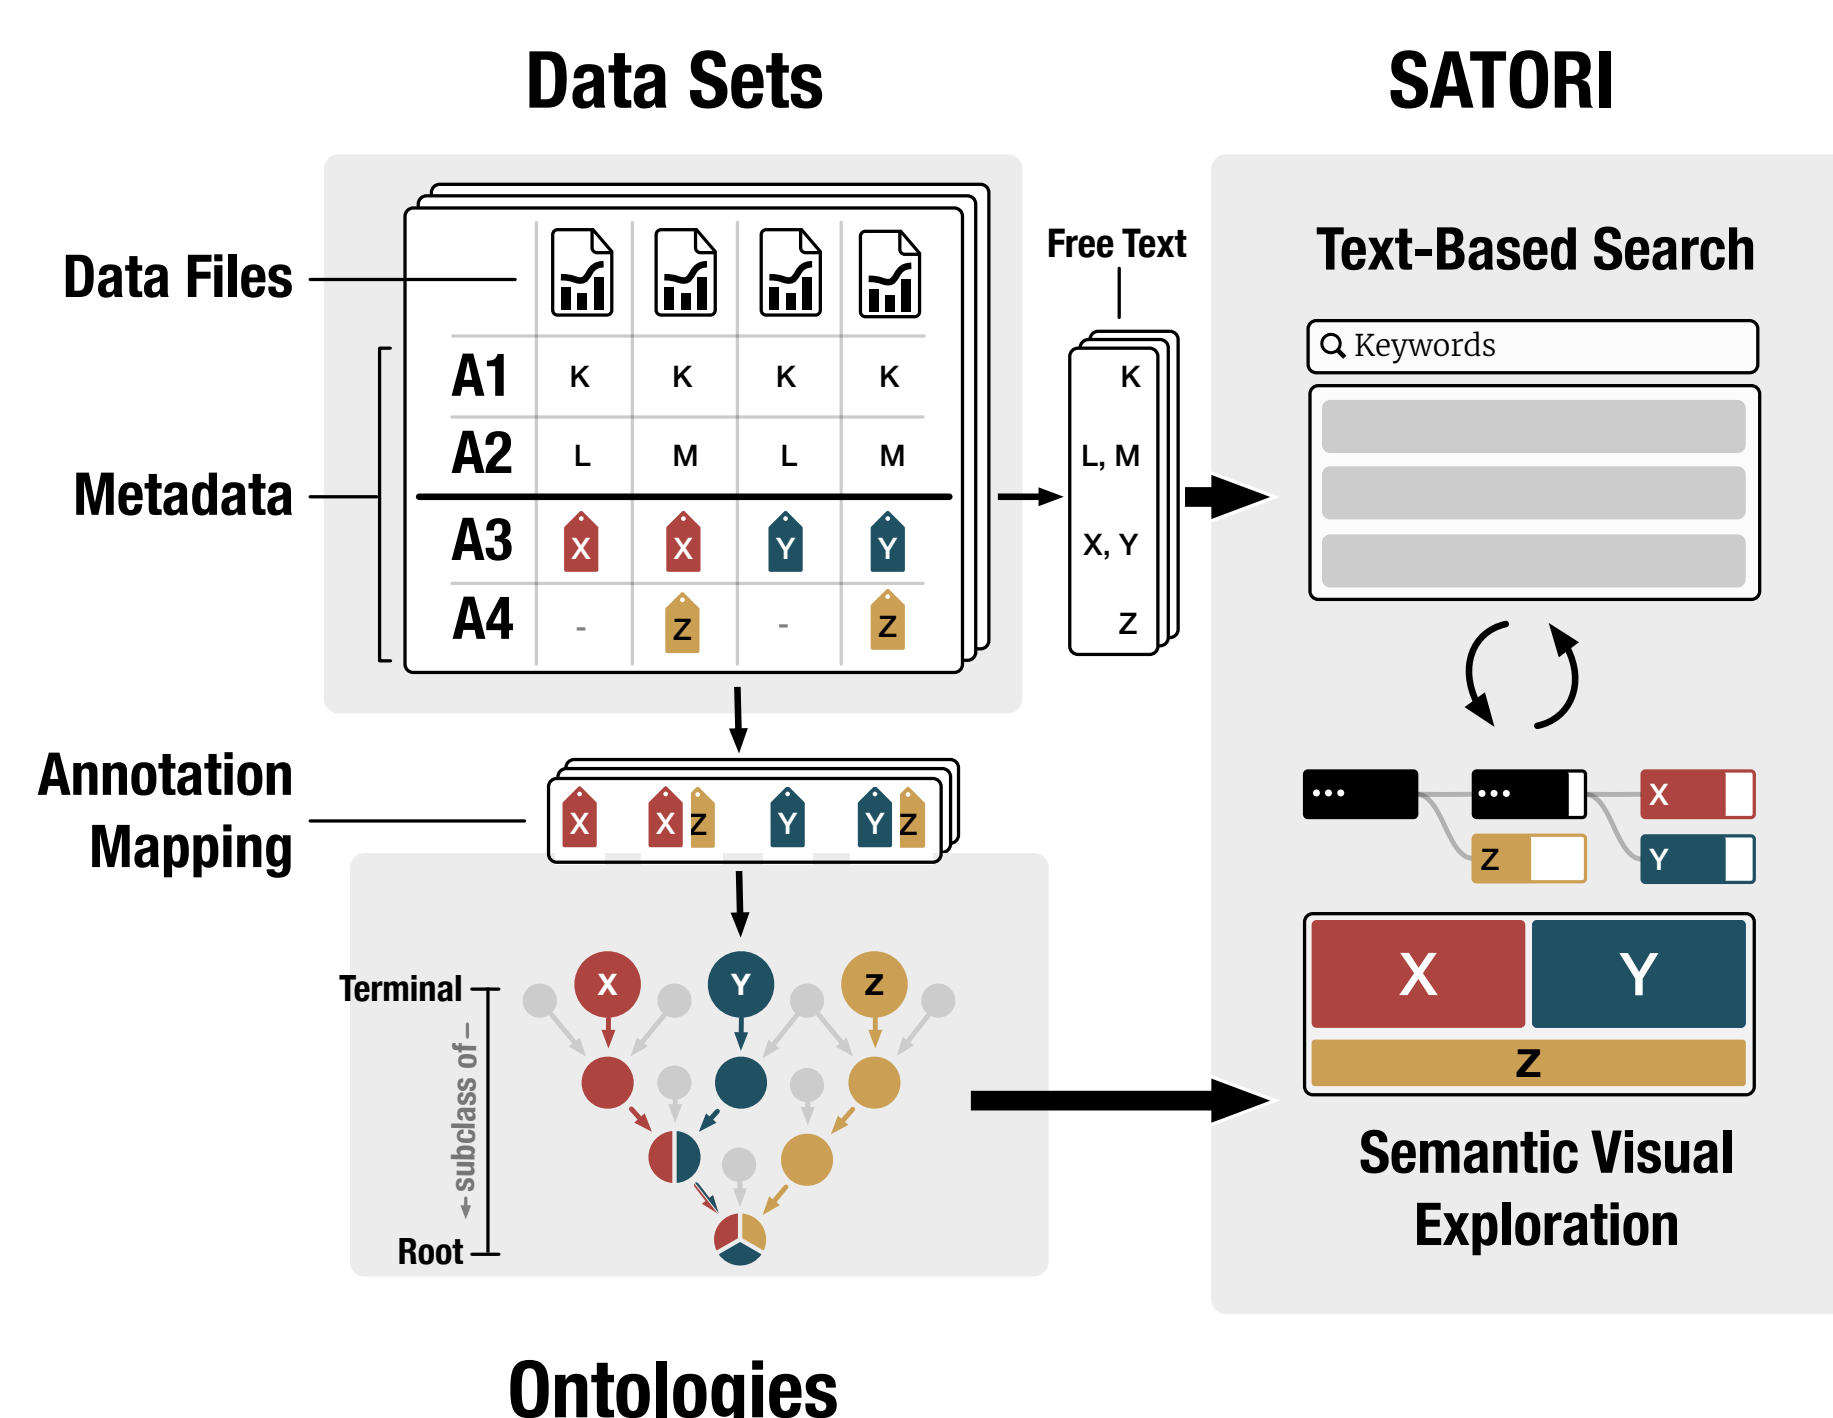 Data Sets
SATORI
Data Files
Free Text
Text-Based Search
Keywords
A1 K K K K
K
A2 L M L M
L, M
Metadata
A3 X X Y Y
X, Y
A4 - Z - Z
Z
Annotation
Mapping
X X Z Y Y Z
... ... X
Z Y
X Y
Z
Terminal
X Y Z
subclass of
Root
Semantic Visual
Exploration
Ontologies